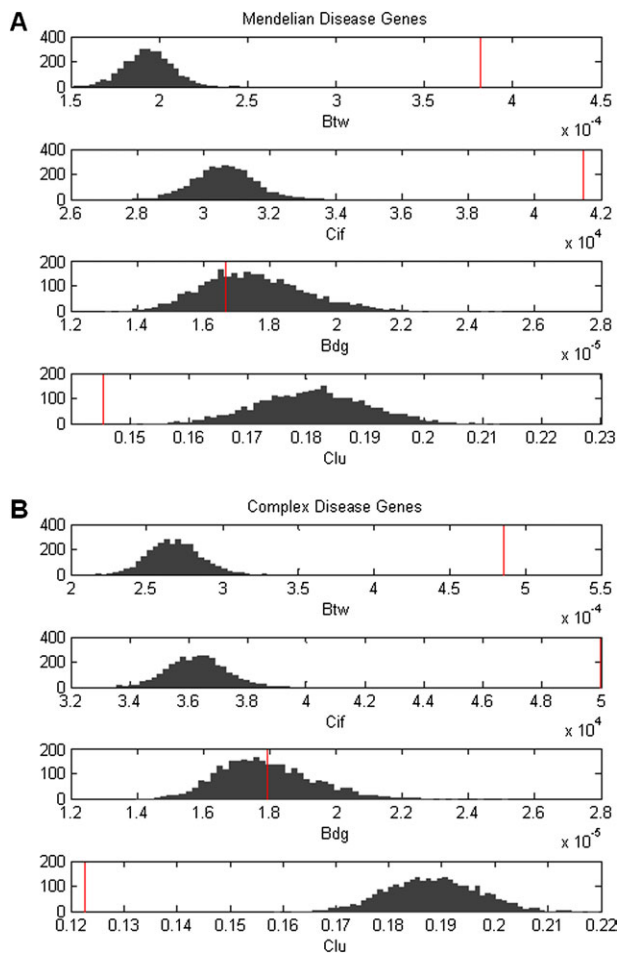 A
Mendelian Disease Genes
400
200
0
1.5 2 2.5 3 3.5 4 4.5
Btw
x 10-4
400
200
0
2.6 2.8 3 3.2 3.4 3.6 3.8 4 4.2
Cif
x 10^4
200
100
0
1.2 1.4 1.6 1.8 2 2.2 2.4 2.6 2.8
Bdg
x 10-5
200
100
0
0.15 0.16 0.17 0.18 0.19 0.2 0.21 0.22 0.23
Clu
B
Complex Disease Genes
400
200
0
2 2.5 3 3.5 4 4.5 5 5.5
Btw
x 10-4
400
200
0
3.2 3.4 3.6 3.8 4 4.2 4.4 4.6 4.8 5
Cif
x 10^4
200
100
0
1.2 1.4 1.6 1.8 2 2.2 2.4 2.6 2.8
Bdg
x 10-5
200
100
0
0.12 0.13 0.14 0.15 0.16 0.17 0.18 0.19 0.2 0.21 0.22
Clu